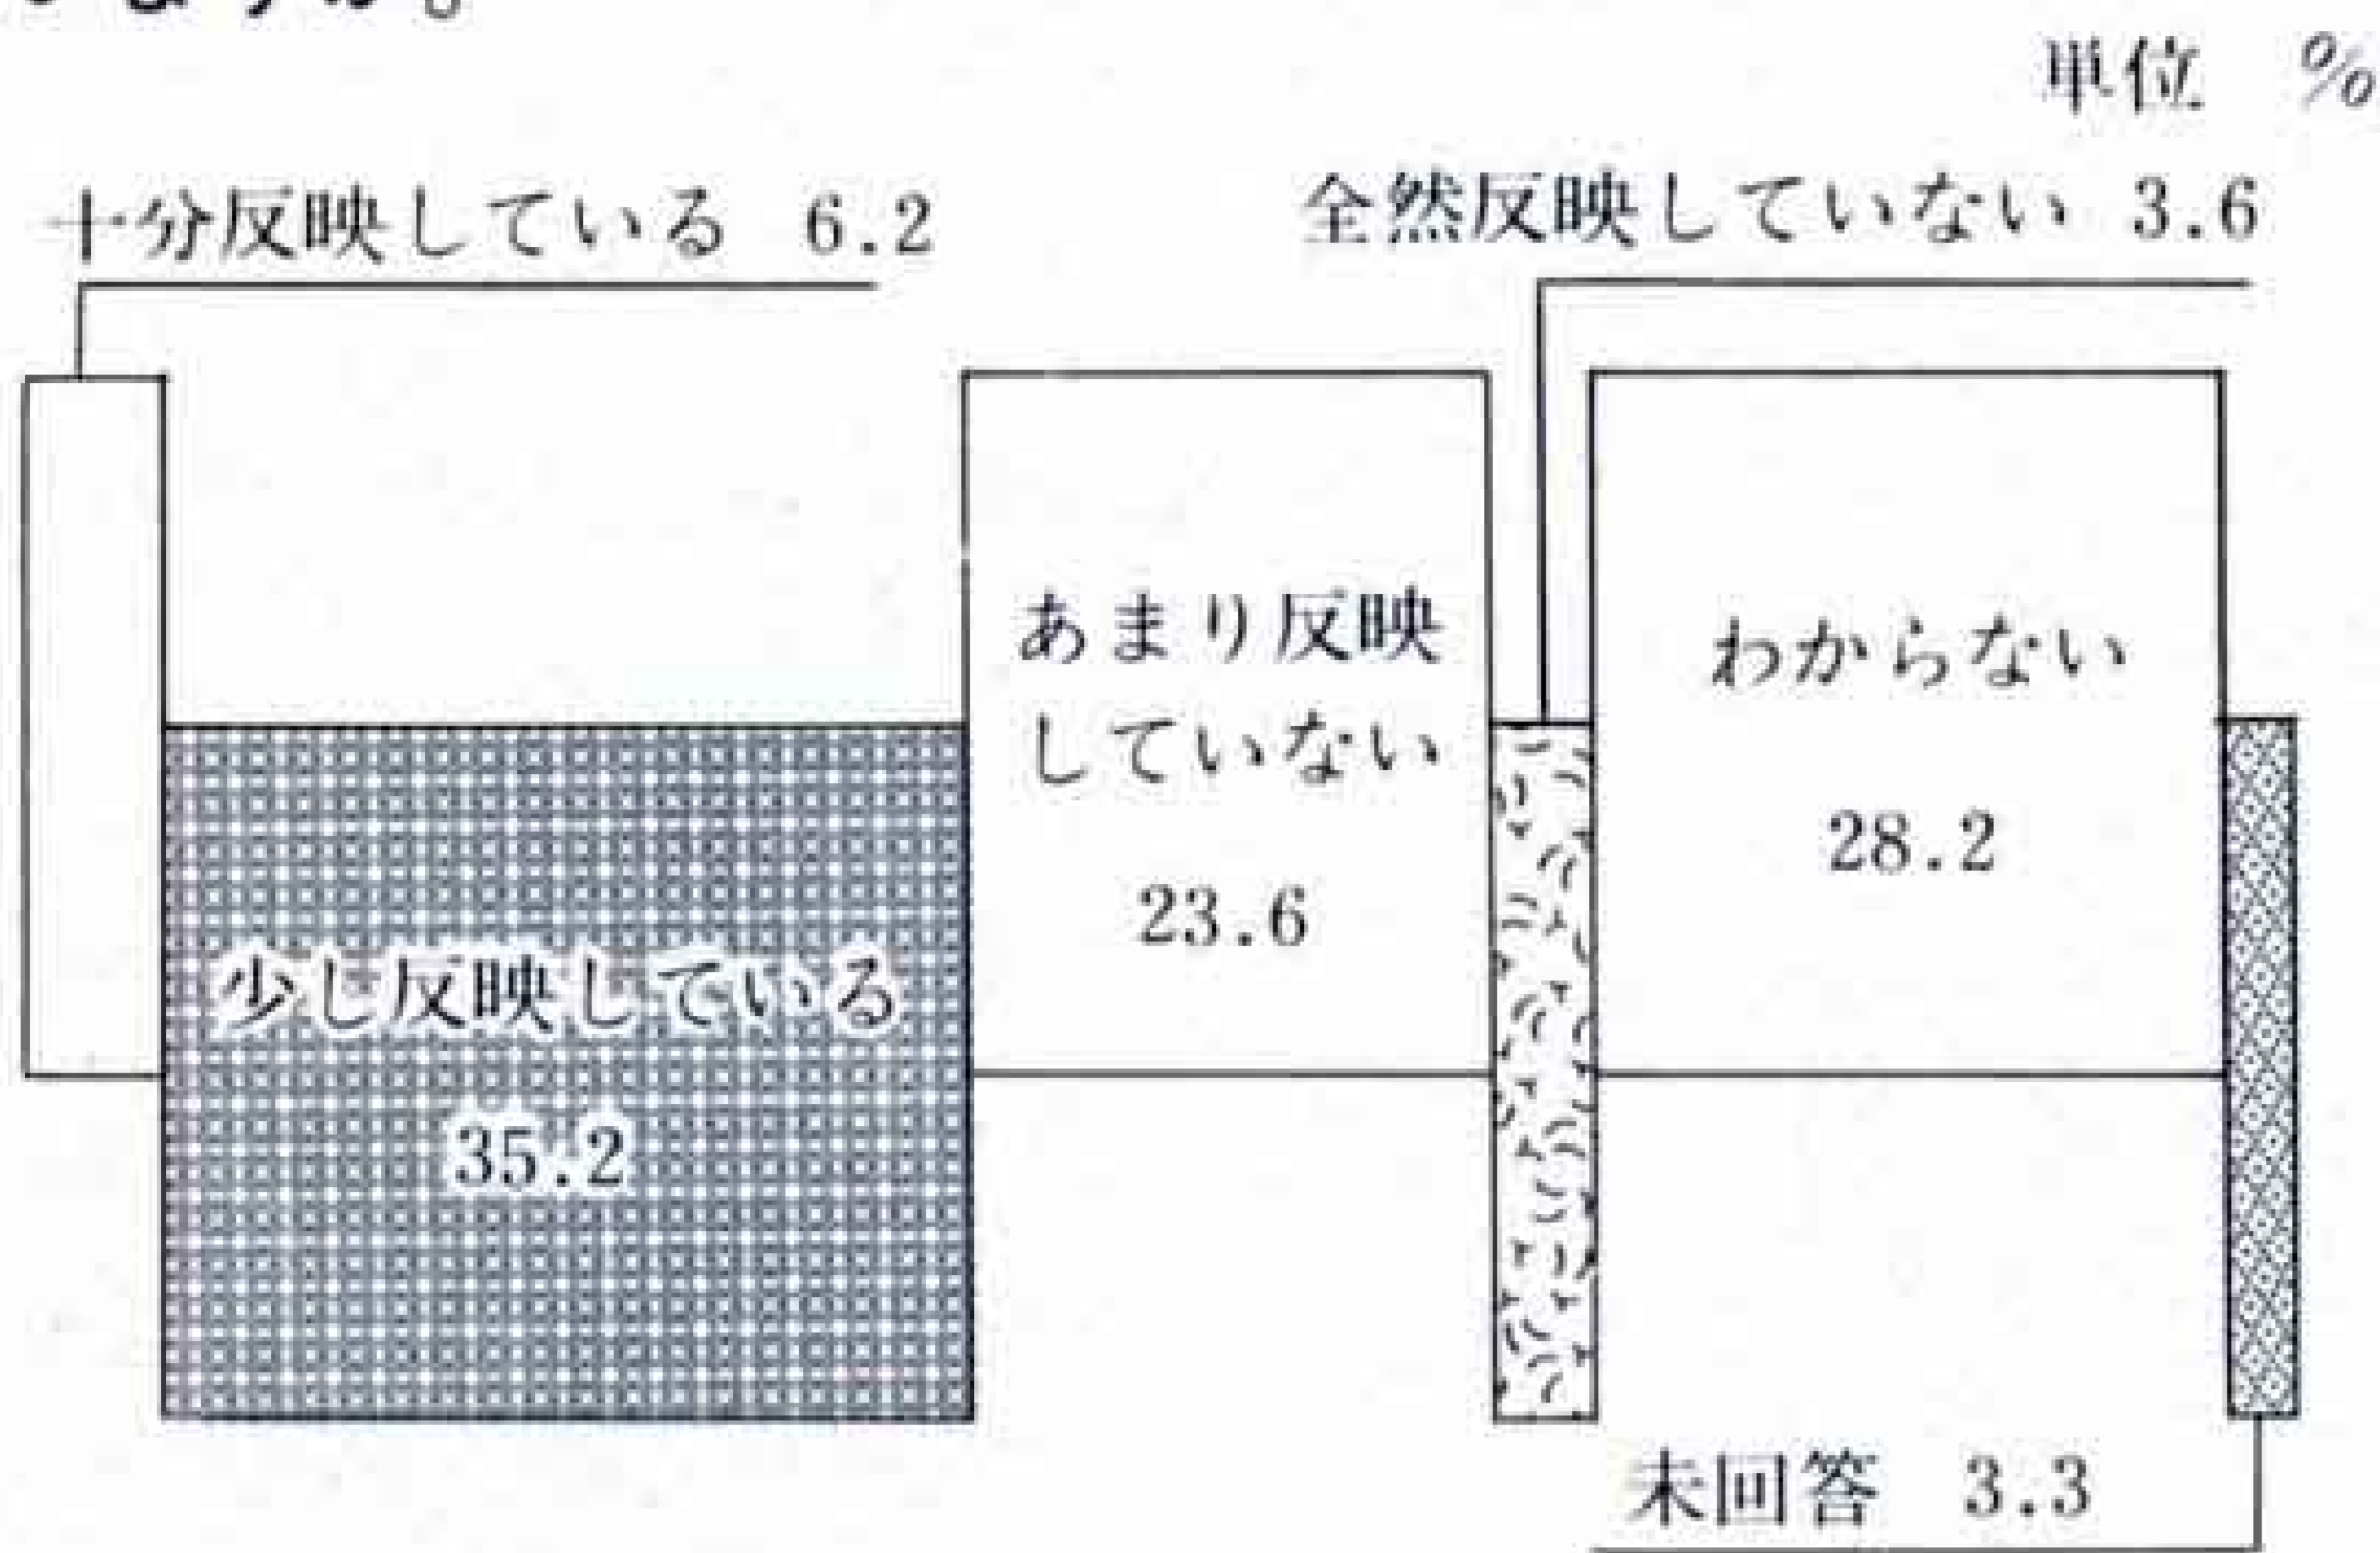 単位 %
十分反映している 6.2
全然反映していない 3.6
少し反映している
35.2
あまり反映
していない
23.6
わからない
28.2
未回答 3.3